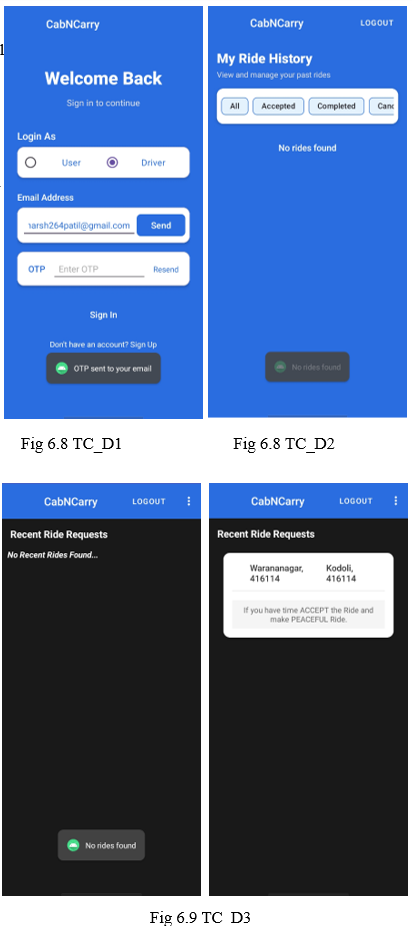 CabNCarry
Welcome Back
Sign in to continue
Login As
User Driver
Email Address
arsh264patil@gmail.com Send
OTP Enter OTP Resend
Sign In
Don't have an account? Sign Up
OTP sent to your email
CabNCarry LOGOUT
My Ride History
View and manage your past rides
All Accepted Completed Canc
No rides found
No rides found
Fig 6.8 TC_D1
Fig 6.8 TC_D2
CabNCarry LOGOUT
Recent Ride Requests
No Recent Rides Found...
No rides found
CabNCarry LOGOUT
Recent Ride Requests
Warananagar, Kodoli,
416114 416114
If you have time ACCEPT the Ride and
make PEACEFUL Ride.
Fig 6.9 TC_D3